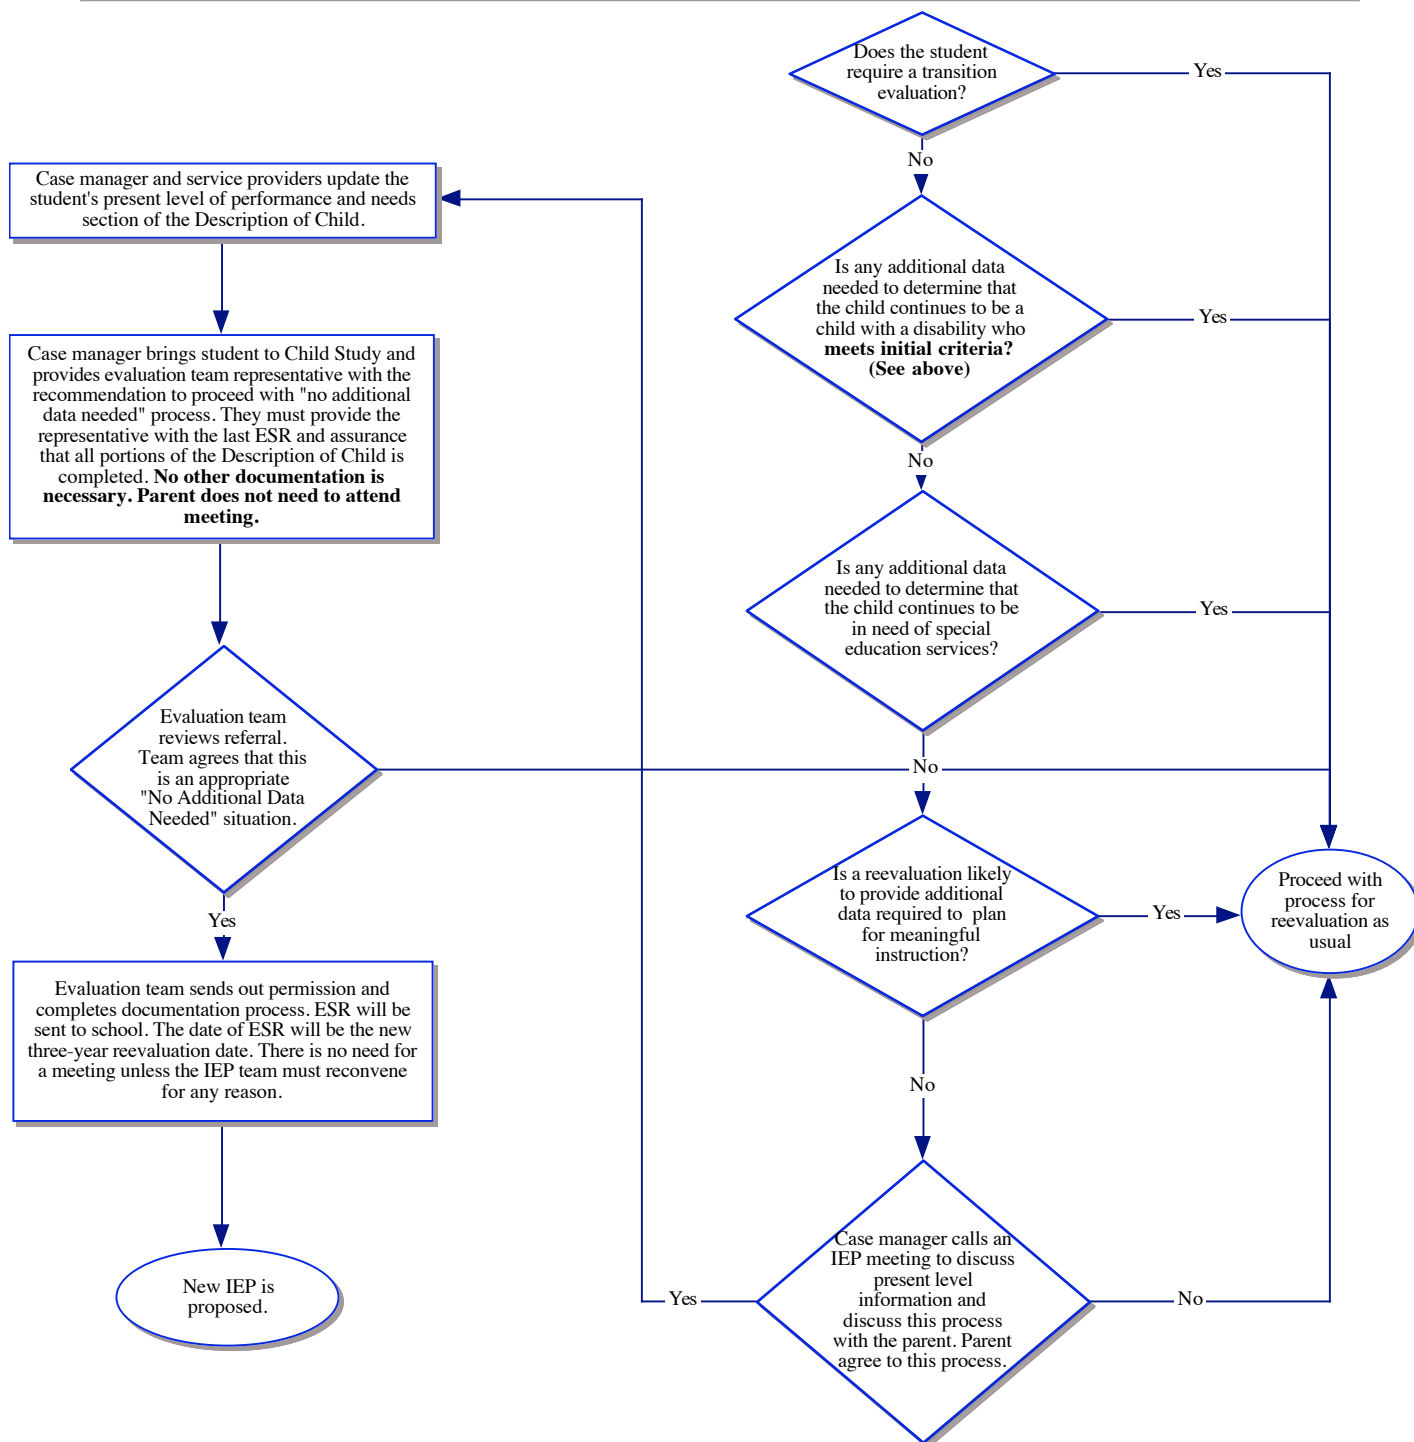 Does the student
require a transition
evaluation?
Yes
No
Case manager and service providers update the
student's present level of performance and needs
section of the Description of Child.
Is any additional data
needed to determine that
the child continues to be a
child with a disability who
meets initial criteria?
(See above)
Yes
No
Case manager brings student to Child Study and
provides evaluation team representative with the
recommendation to proceed with "no additional
data needed" process. They must provide the
representative with the last ESR and assurance
that all portions of the Description of Child is
completed. No other documentation is
necessary. Parent does not need to attend
meeting.
Is any additional data
needed to determine that
the child continues to be
in need of special
education services?
Yes
No
Evaluation team
reviews referral.
Team agrees that this
is an appropriate
"No Additional Data
Needed" situation.
Yes
Is a reevaluation likely
to provide additional
data required to  plan
for meaningful
instruction?
Yes
Proceed with
process for
reevaluation as
usual
No
Evaluation team sends out permission and
completes documentation process. ESR will be
sent to school. The date of ESR will be the new
three-year reevaluation date. There is no need for
a meeting unless the IEP team must reconvene
for any reason.
Case manager calls an
IEP meeting to discuss
present level
information and
discuss this process
with the parent. Parent
agree to this process.
Yes
No
New IEP is
proposed.